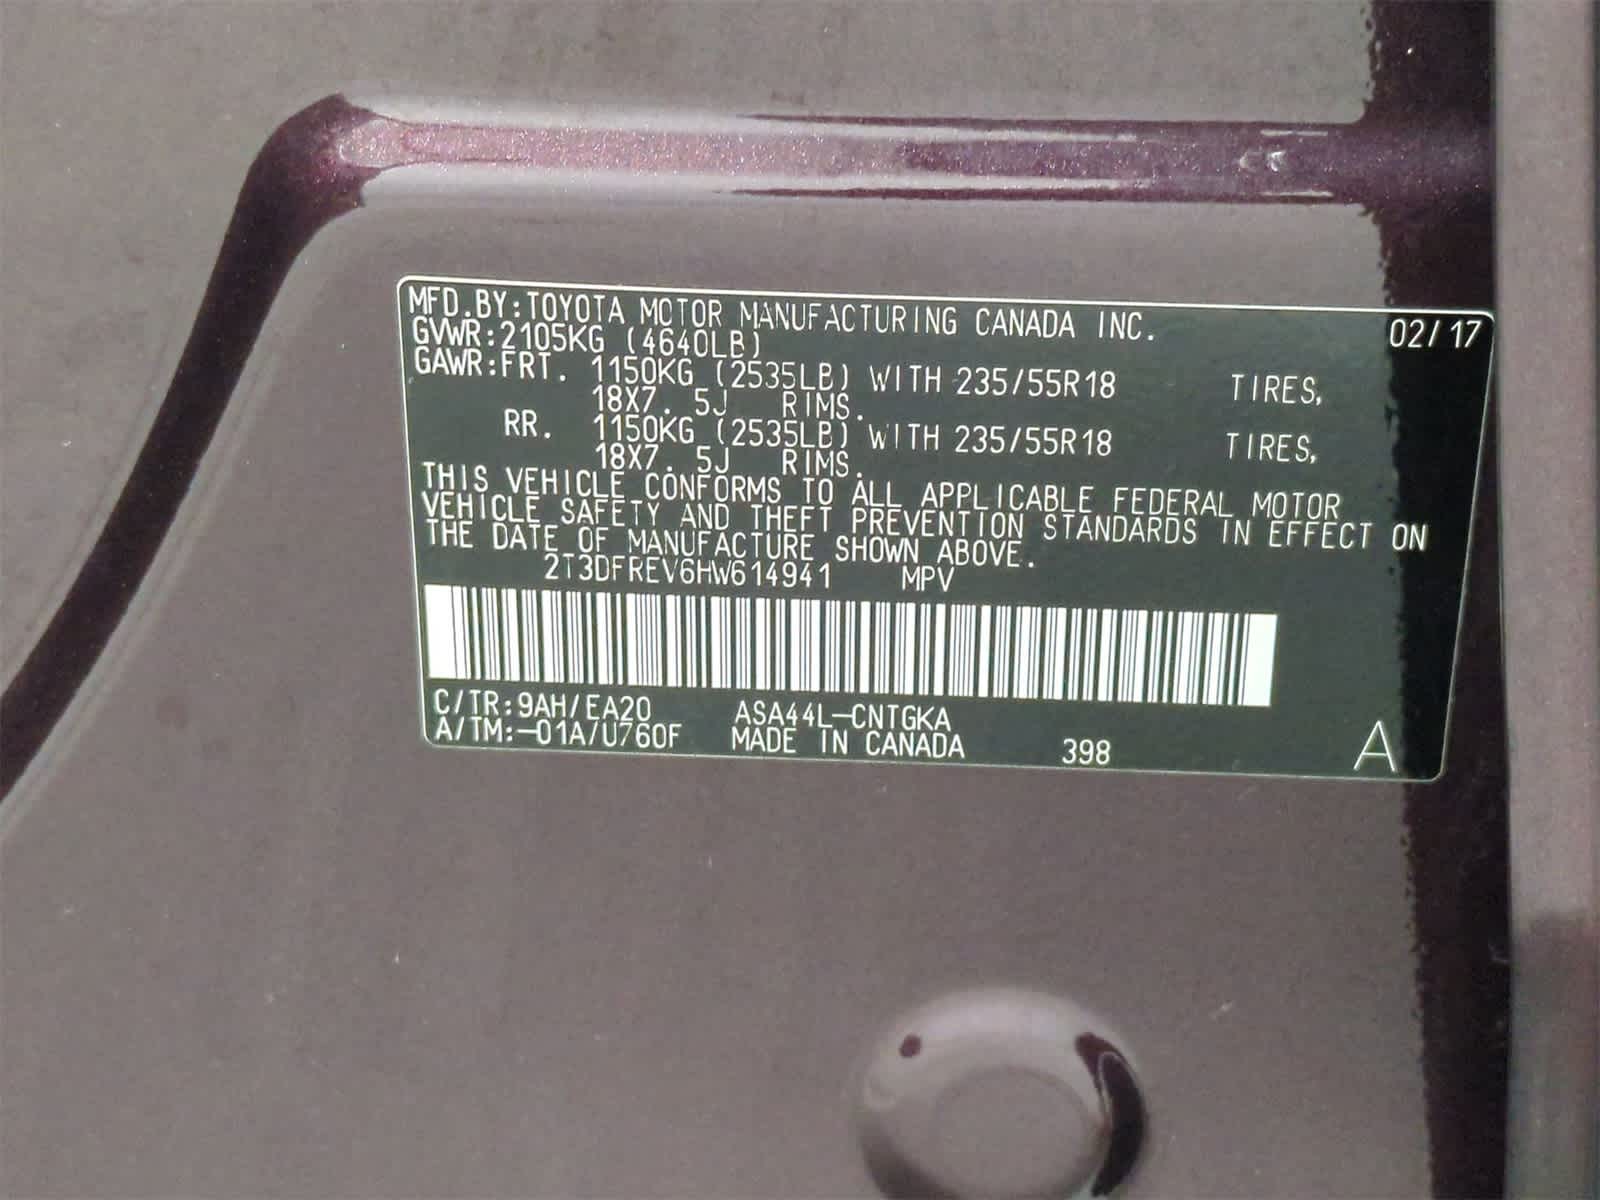 MFD.BY:TOYOTA MOTOR MANUFACTURING CANADA INC. 02/17
GVWR:2105KG (4640LB)
GAWR:FRT. 1150KG (2535LB) WITH 235/55R18 TIRES,
18X7.5J RIMS.
RR. 1150KG (2535LB) WITH 235/55R18 TIRES,
18X7.5J RIMS.
THIS VEHICLE CONFORMS TO ALL APPLICABLE FEDERAL MOTOR
VEHICLE SAFETY AND THEFT PREVENTION STANDARDS IN EFFECT ON
THE DATE OF MANUFACTURE SHOWN ABOVE.
2T3DFREV6HW614941 MPV
C/TR:9AH/EA20 ASA44L-CNTGKA
A/TM:-01A/U760F MADE IN CANADA 398 A